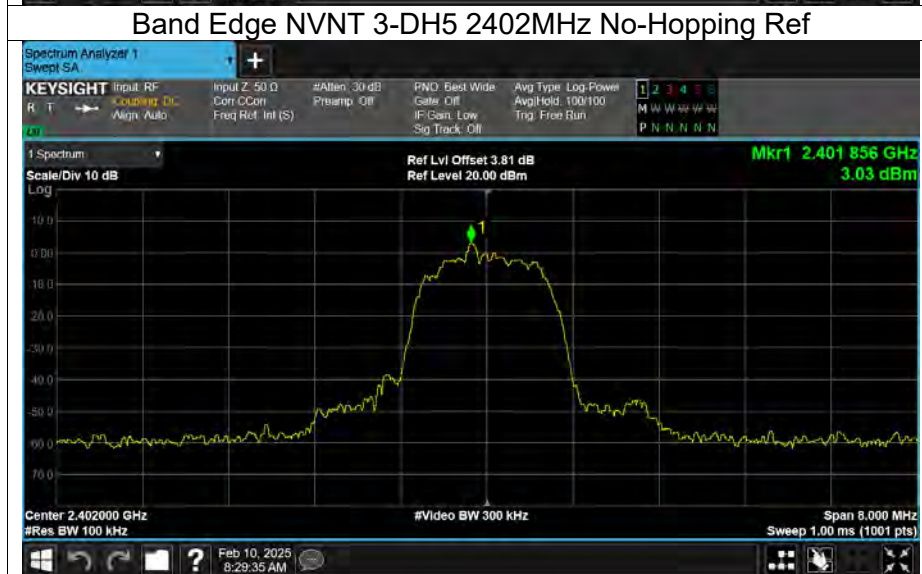 Band Edge NVNT 3-DH5 2402MHz No-Hopping Ref
Spectrum Analyzer 1
Swept SA
+
KEYSIGHT Input: RF Input Z: 50 Ω #Atten: 30 dB PNO: Best Wide Avg Type: Log-Power 1 2 3 4 5 6
R T Coupling: DC Corr CCorr Preamp: Off Gate: Off Avg|Hold: 100/100 M W W W W W
Align: Auto Freq Ref: Int (S) IF Gain: Low Trig: Free Run
Sig Track: Off P N N N N N
1 Spectrum Ref Lvl Offset 3.81 dB Mkr1 2.401 856 GHz
Scale/Div 10 dB Ref Level 20.00 dBm 3.03 dBm
Log
10.0
1
0.00
-10.0
-20.0
-30.0
-40.0
-50.0
-60.0
-70.0
Center 2.402000 GHz #Video BW 300 kHz Span 8.000 MHz
#Res BW 100 kHz Sweep 1.00 ms (1001 pts)
? Feb 10, 2025
8:29:35 AM